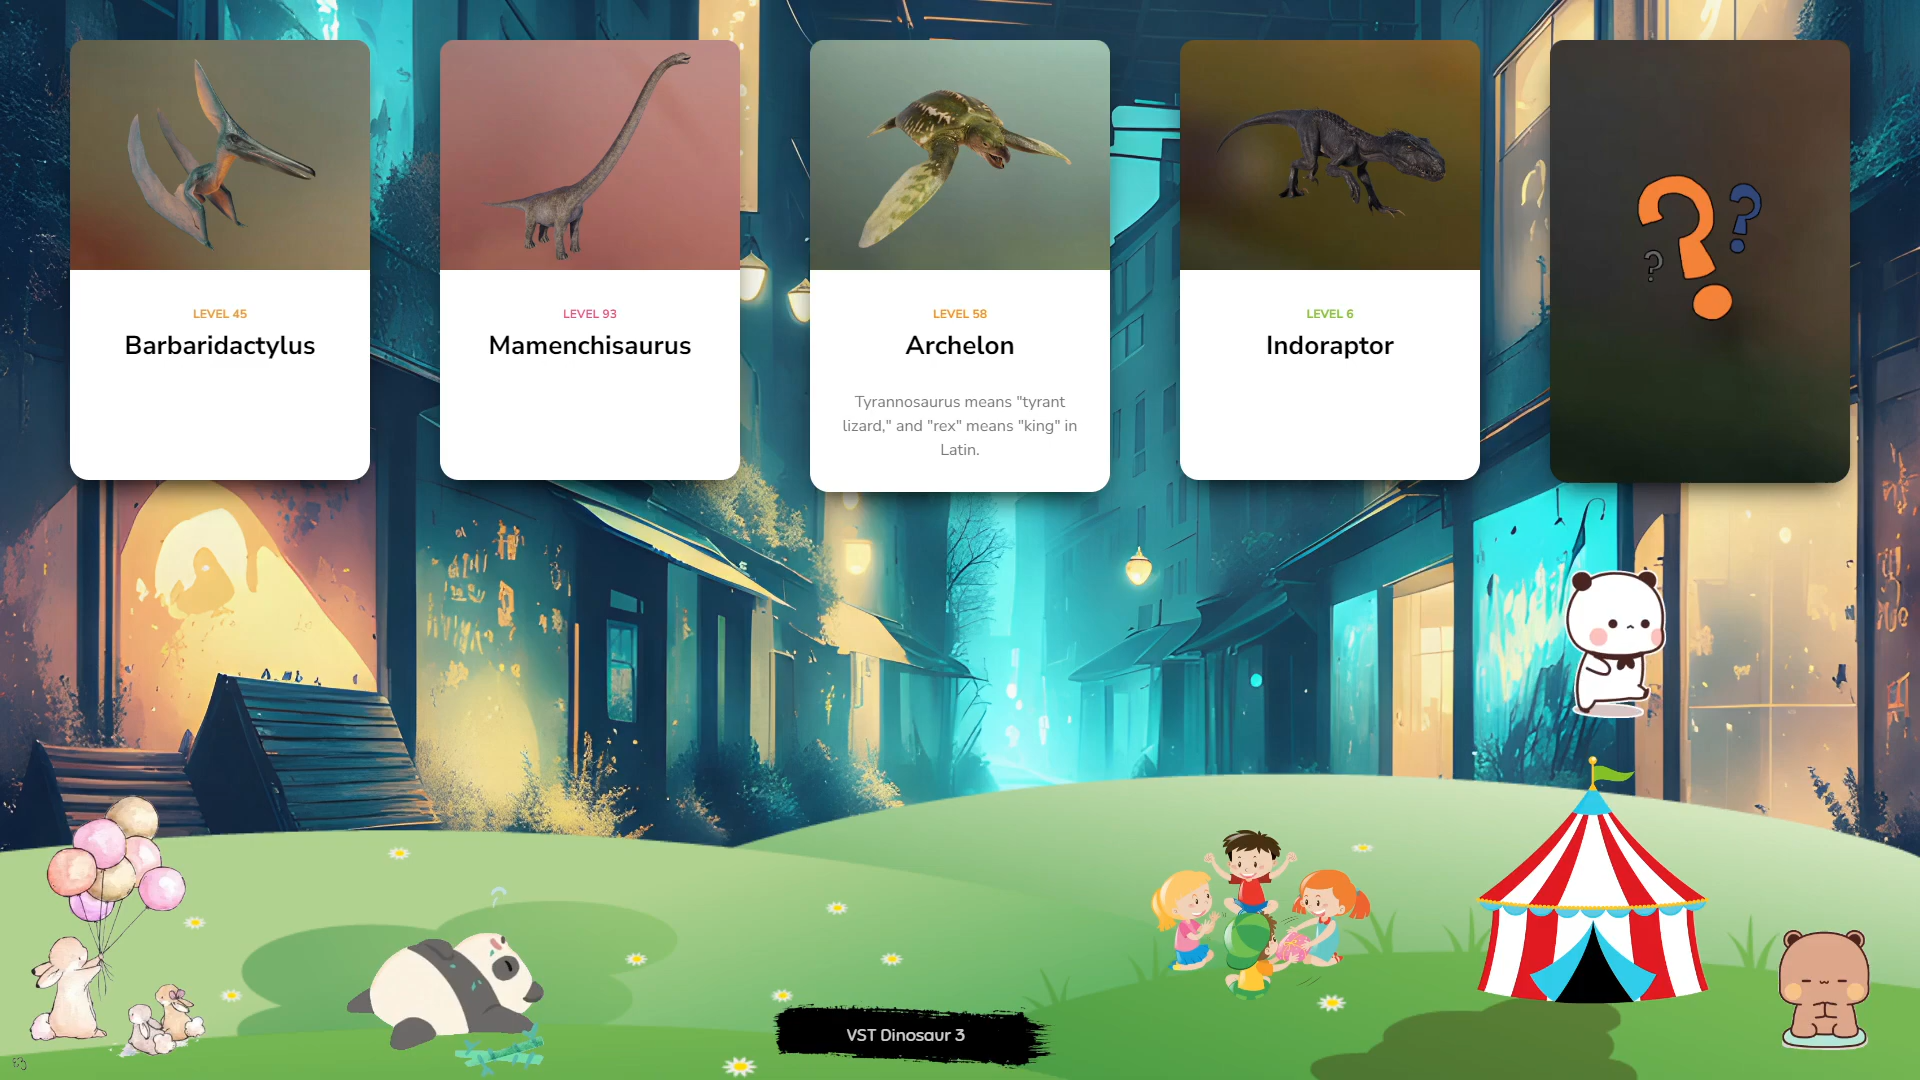 LEVEL 45
Barbaridactylus
LEVEL 93
Mamenchisaurus
LEVEL 58
Archelon
Tyrannosaurus means "tyrant
lizard," and "rex" means "king" in
Latin.
LEVEL 6
Indoraptor
???
VST Dinosaur 3